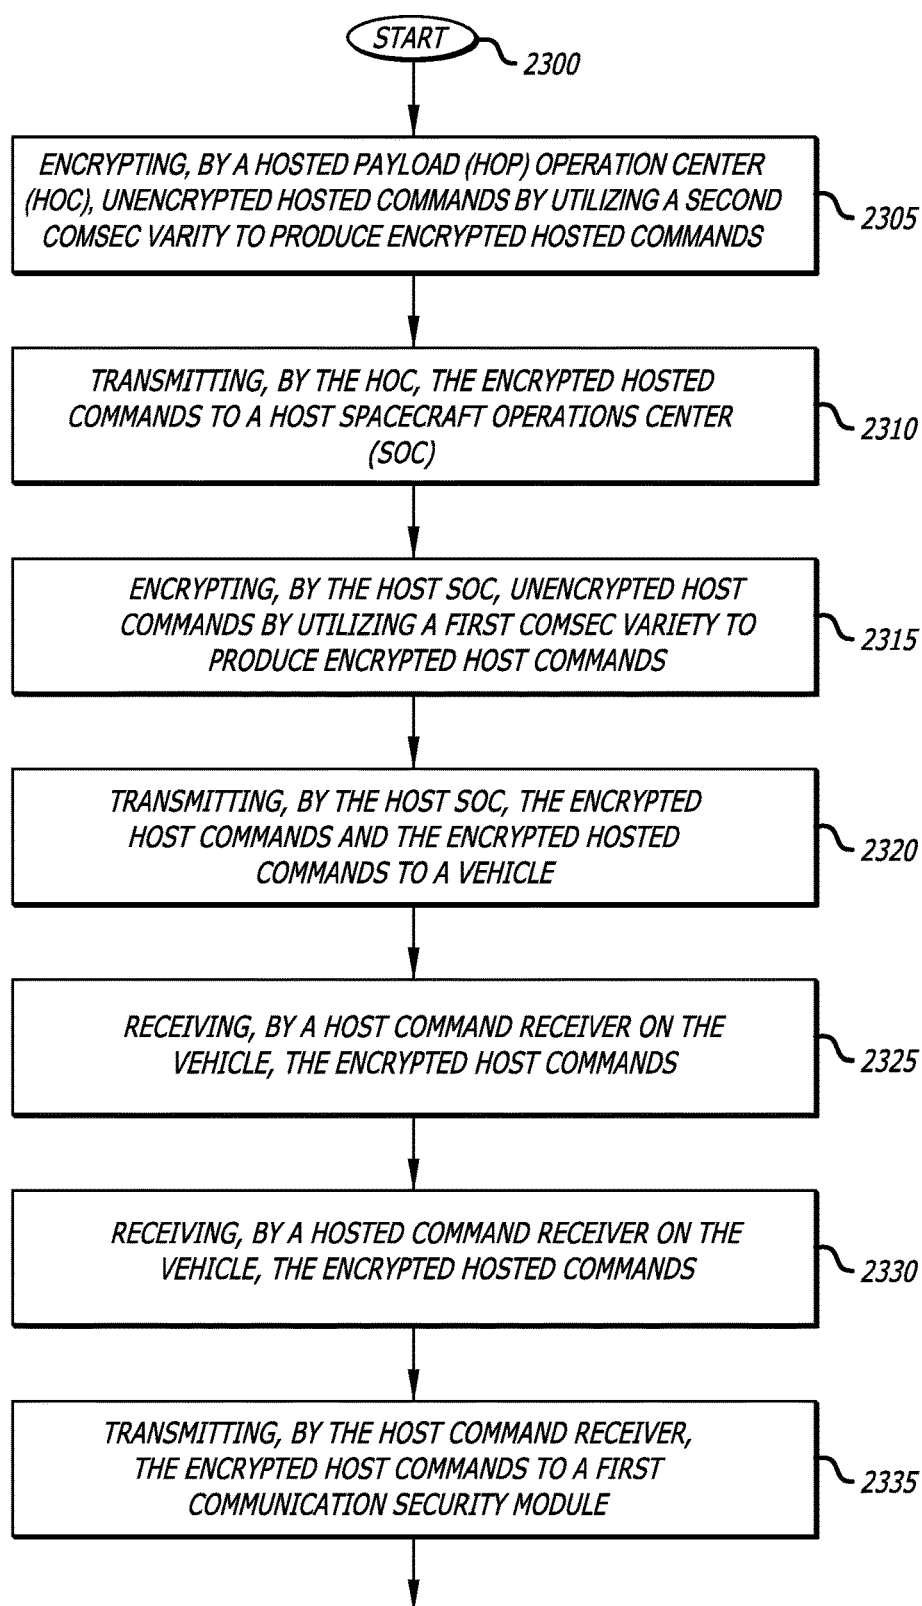 START
2300
ENCRYPTING, BY A HOSTED PAYLOAD (HOP) OPERATION CENTER
(HOC), UNENCRYPTED HOSTED COMMANDS BY UTILIZING A SECOND
COMSEC VARITY TO PRODUCE ENCRYPTED HOSTED COMMANDS
2305
TRANSMITTING, BY THE HOC, THE ENCRYPTED HOSTED
COMMANDS TO A HOST SPACECRAFT OPERATIONS CENTER
(SOC)
2310
ENCRYPTING, BY THE HOST SOC, UNENCRYPTED HOST
COMMANDS BY UTILIZING A FIRST COMSEC VARIETY TO
PRODUCE ENCRYPTED HOST COMMANDS
2315
TRANSMITTING, BY THE HOST SOC, THE ENCRYPTED
HOST COMMANDS AND THE ENCRYPTED HOSTED
COMMANDS TO A VEHICLE
2320
RECEIVING, BY A HOST COMMAND RECEIVER ON THE
VEHICLE, THE ENCRYPTED HOST COMMANDS
2325
RECEIVING, BY A HOSTED COMMAND RECEIVER ON THE
VEHICLE, THE ENCRYPTED HOSTED COMMANDS
2330
TRANSMITTING, BY THE HOST COMMAND RECEIVER,
THE ENCRYPTED HOST COMMANDS TO A FIRST
COMMUNICATION SECURITY MODULE
2335